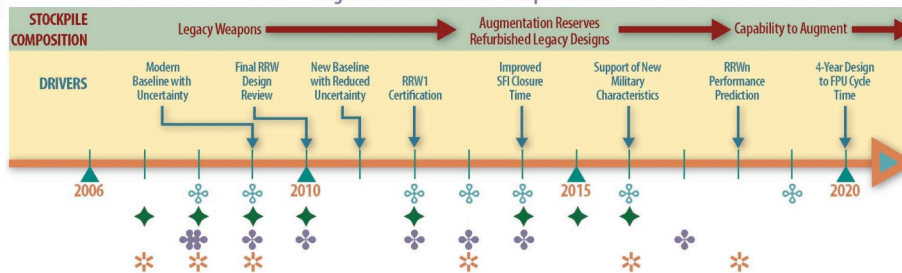 STOCKPILE
COMPOSITION
Legacy Weapons
Augmentation Reserves
Refurbished Legacy Designs
Capability to Augment
DRIVERS
Modern
Baseline with
Uncertainty
Final RRW
Design
Review
New Baseline
with Reduced
Uncertainty
RRW1
Certification
Improved
SFI Closure
Time
Support of New
Military
Characteristics
RRWn
Performance
Prediction
4-Year Design
to FPU Cycle
Time
2006
2010
2015
2020